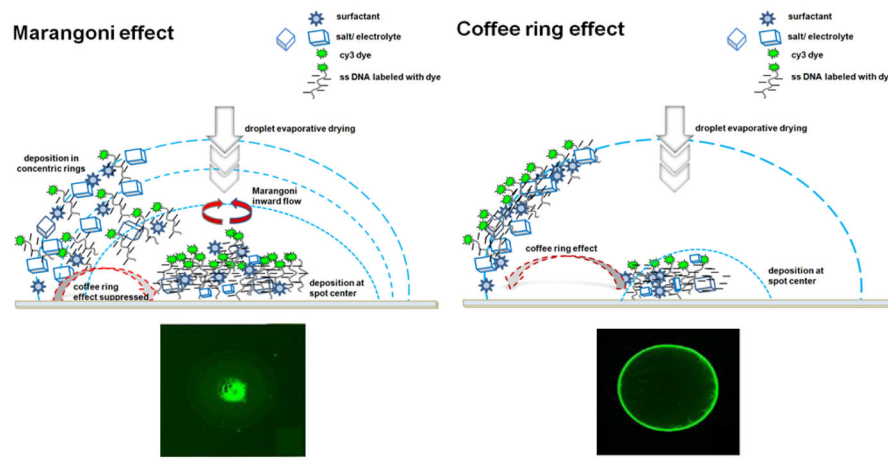 Marangoni effect
surfactant
salt/ electrolyte
cy3 dye
ss DNA labeled with dye
droplet evaporative drying
deposition in
concentric rings
Marangoni
inward flow
coffee ring
effect suppressed
deposition at
spot center
Coffee ring effect
surfactant
salt/ electrolyte
cy3 dye
ss DNA labeled with dy
droplet evaporative drying
coffee ring effect
deposition at
spot center